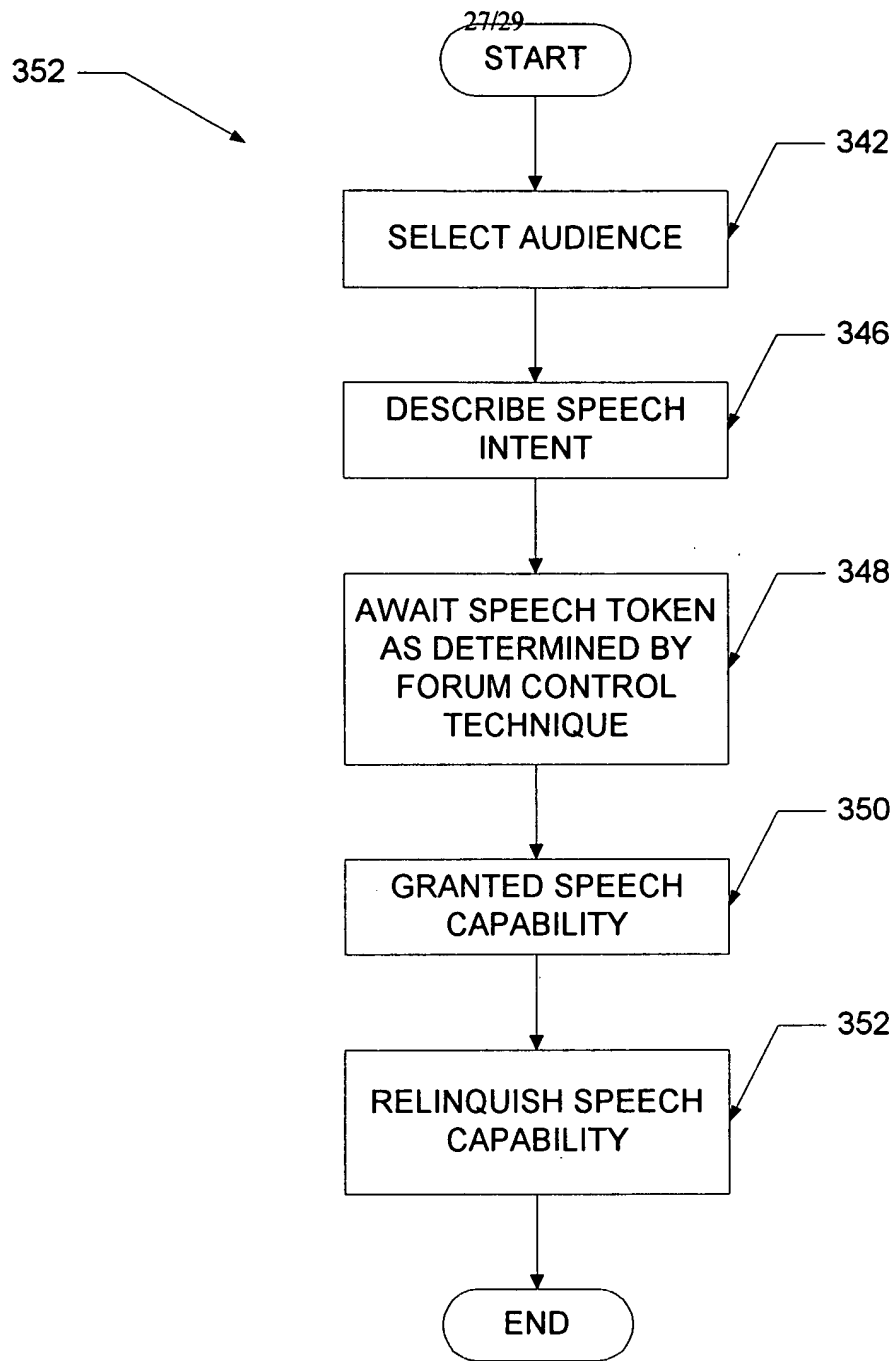 27/29
START
352
342
SELECT AUDIENCE
346
DESCRIBE SPEECH
INTENT
348
AWAIT SPEECH TOKEN
AS DETERMINED BY
FORUM CONTROL
TECHNIQUE
350
GRANTED SPEECH
CAPABILITY
352
RELINQUISH SPEECH
CAPABILITY
END